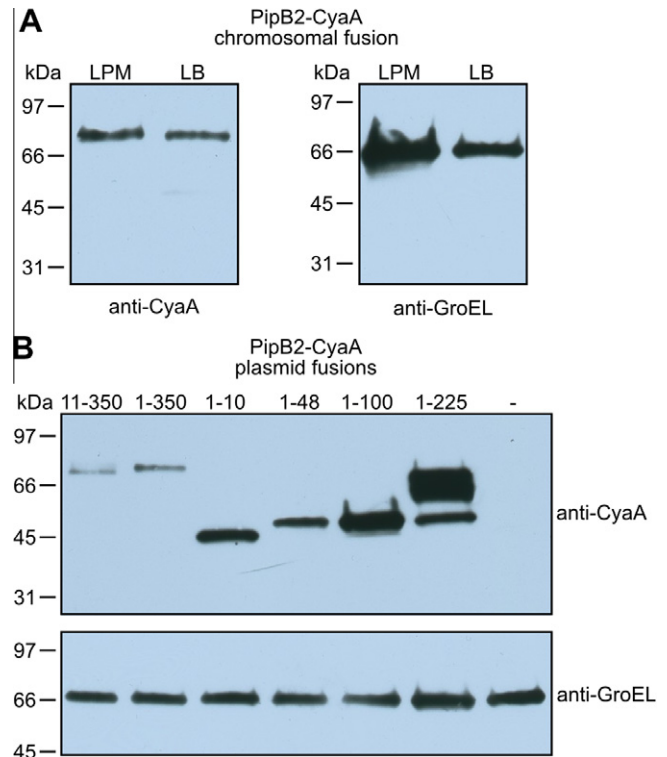 A
PipB2-CyaA
chromosomal fusion
kDa LPM LB
97
66
45
31
anti-CyaA
kDa LPM LB
97
66
45
31
anti-GroEL
B
PipB2-CyaA
plasmid fusions
kDa 11-350 1-350 1-10 1-48 1-100 1-225 -
97
66
45
31
anti-CyaA
97
66
45
anti-GroEL